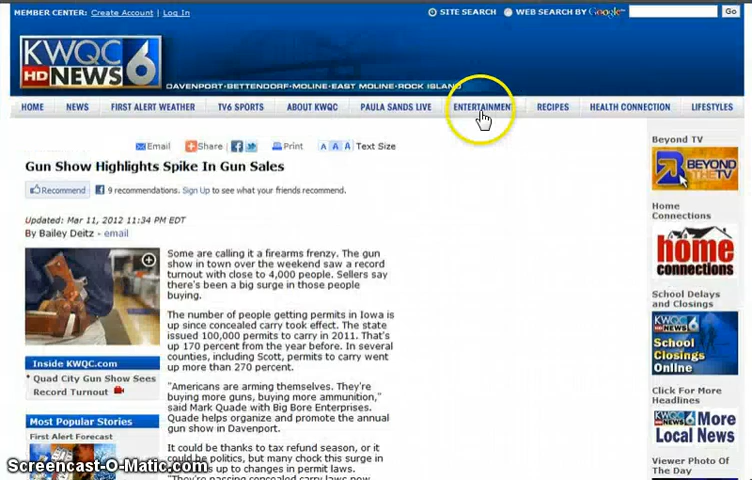 MEMBER CENTER: Create Account | Log In
SITE SEARCH WEB SEARCH BY Google Go
KWQC
HD NEWS 6
DAVENPORT-BETTENDORF-MOLINE-EAST MOLINE-ROCK ISLAND
HOME NEWS FIRST ALERT WEATHER TV6 SPORTS ABOUT KWQC PAULA SANDS LIVE ENTERTAINMENT RECIPES HEALTH CONNECTION LIFESTYLES
Email Share Print A A A Text Size
Gun Show Highlights Spike In Gun Sales
Recommend 9 recommendations. Sign Up to see what your friends recommend.
Updated: Mar 11, 2012 11:34 PM EDT
By Bailey Deitz - email
Some are calling it a firearms frenzy. The gun
show in town over the weekend saw a record
turnout with close to 4,000 people. Sellers say
there's been a big surge in those people
buying.
The number of people getting permits in Iowa is
up since concealed carry took effect. The state
issued 100,000 permits to carry in 2011. That's
up 170 percent from the year before. In several
counties, including Scott, permits to carry went
up more than 270 percent.
"Americans are arming themselves. They're
buying more guns, buying more ammunition,"
said Mark Quade with Big Bore Enterprises.
Quade helps organize and promote the annual
gun show in Davenport.
It could be thanks to tax refund season, or it
could be politics, but many chock this surge in
up to changes in permit laws.
"They're passing concealed carry laws now
Inside KWQC.com
• Quad City Gun Show Sees
Record Turnout
Most Popular Stories
First Alert Forecast
Beyond TV
BEYOND
THE TV
Home
Connections
home
connections
School Delays
and Closings
KWQC
NEWS 6
School
Closings
Online
Click For More
Headlines
KWQC
NEWS 6
More
Local News
Viewer Photo Of
The Day
Screencast-O-Matic.com